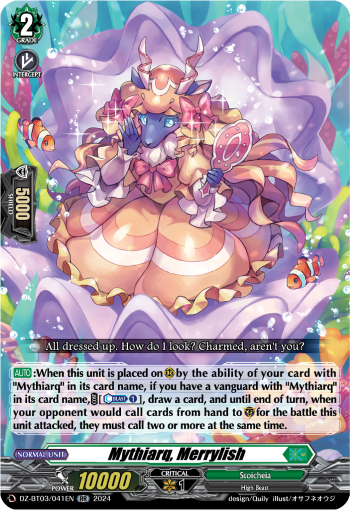 2
GRADE
INTERCEPT
5000
SHIELD
All dressed up. How do I look? Charmed, aren't you?
AUTO:When this unit is placed on by the ability of your card with
"Mythiarq" in its card name, if you have a vanguard with "Mythiarq"
in its card name, [C BLAST 1], draw a card, and until end of turn, when
your opponent would call cards from hand to for the battle this
unit attacked, they must call two or more at the same time.
NORMAL UNIT
Mythiarq, Merrylish
POWER 10000
CRITICAL
1
Stoicheia
High Beast
DZ-BT03/041EN RR 2024
design/Quily illust/オサフネオウジ